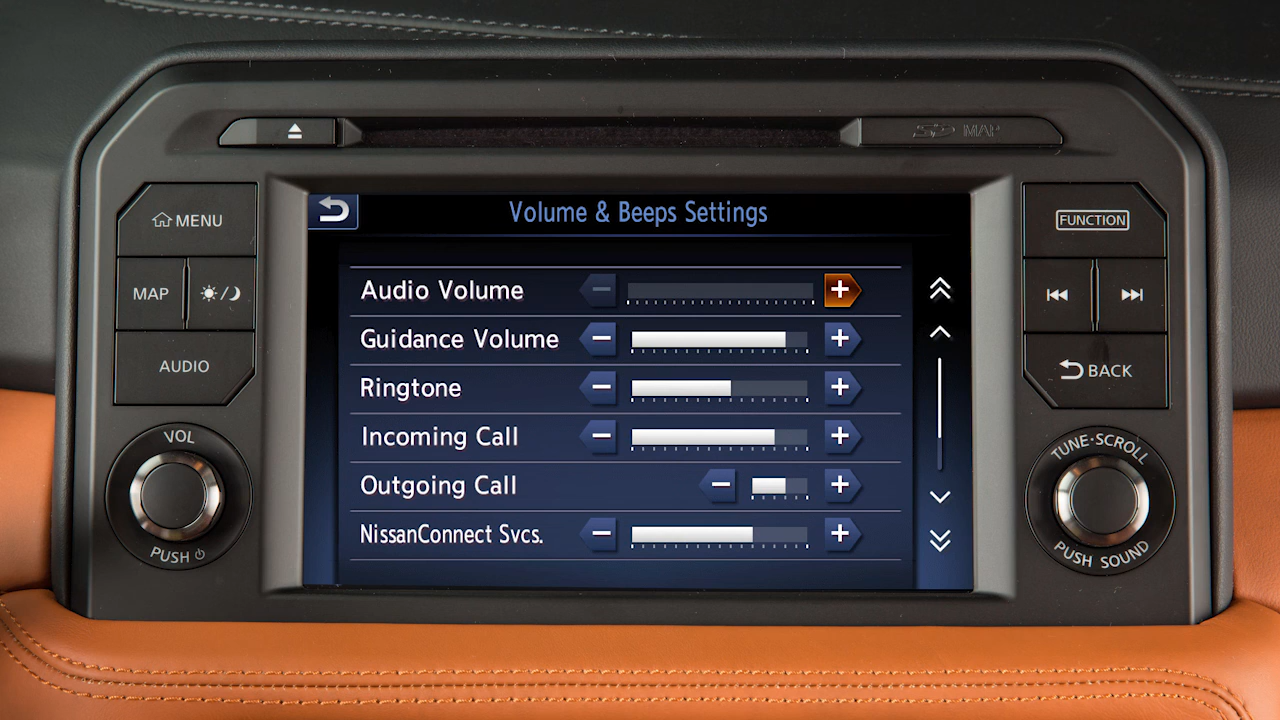 SD MAP
MENU
MAP
AUDIO
VOL
PUSH
Volume & Beeps Settings
Audio Volume
Guidance Volume
Ringtone
Incoming Call
Outgoing Call
NissanConnect Svcs.
FUNCTION
BACK
TUNE·SCROLL
PUSH SOUND